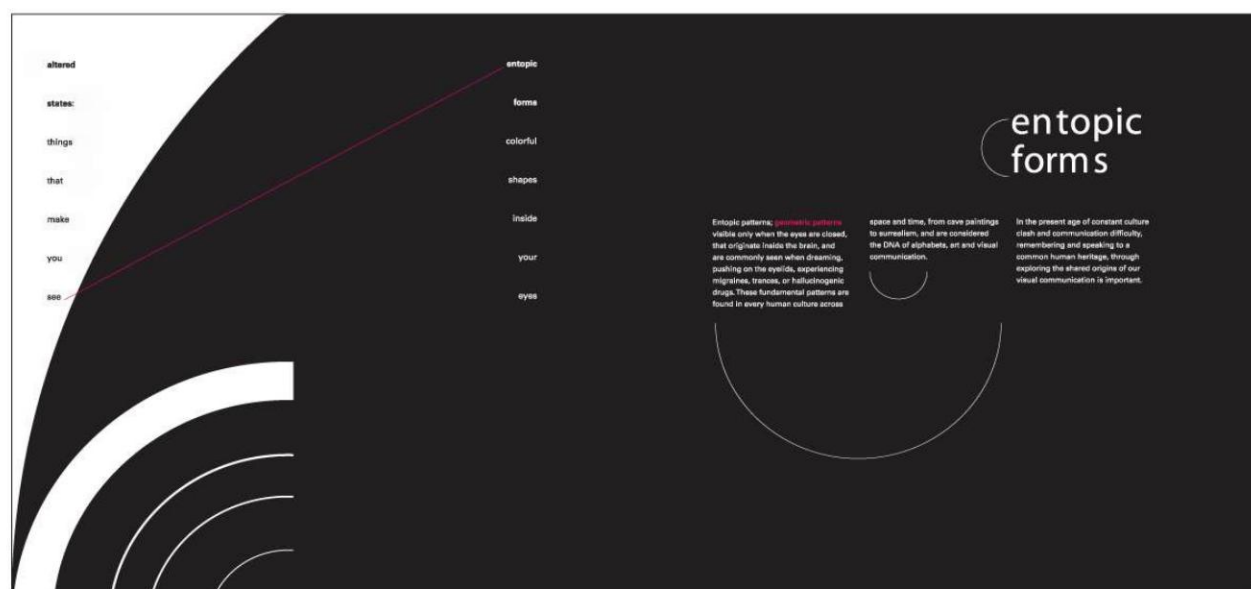 altered
states:
things
that
make
you
see
entopic
forms
colorful
shapes
inside
your
eyes
entopic
forms
Entopic patterns; geometric patterns
visible only when the eyes are closed,
that originate inside the brain, and
are commonly seen when dreaming,
pushing on the eyelids, experiencing
migraines, trances, or hallucinogenic
drugs. These fundamental patterns are
found in every human culture across
space and time, from cave paintings
to surrealism, and are considered
the DNA of alphabets, art and visual
communication.
In the present age of constant culture
clash and communication difficulty,
remembering and speaking to a
common human heritage, through
exploring the shared origins of our
visual communication is important.